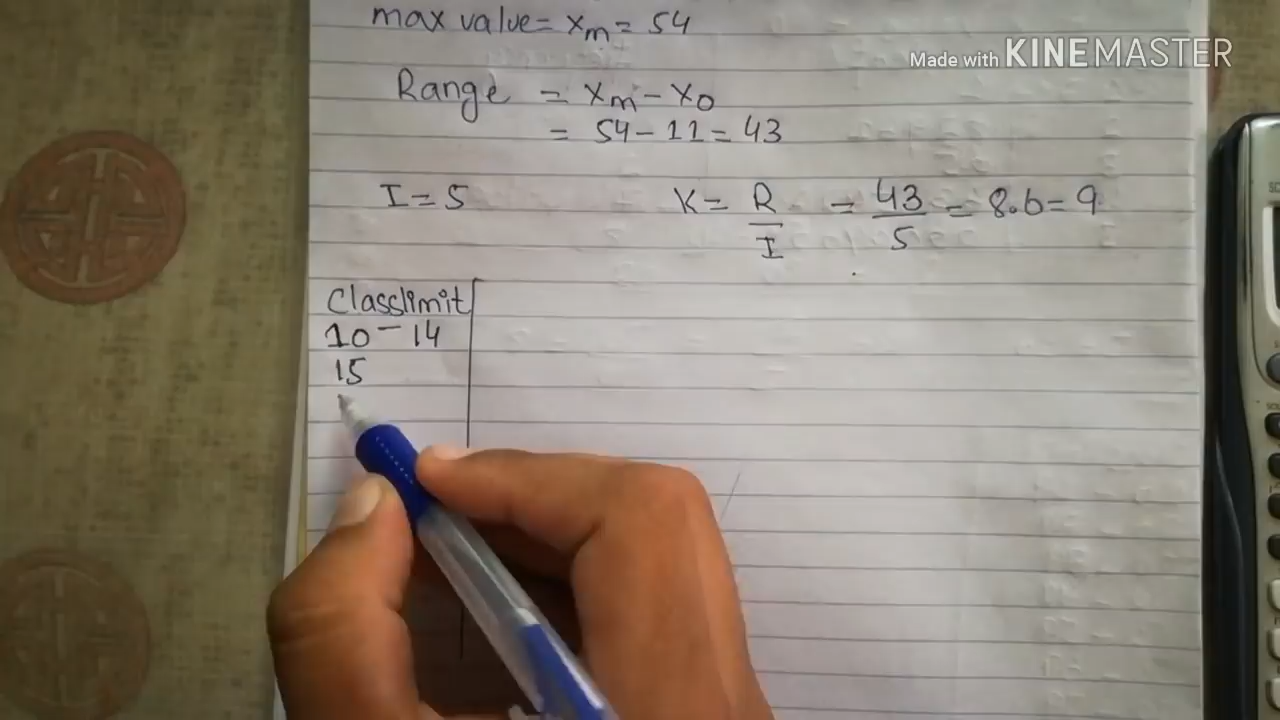 max value = xm = 54
Made with KINEMASTER
Range = xm - x0
= 54 - 11 = 43
I = 5 K = R/I = 43/5 = 8.6 = 9
Classlimit
10 - 14
15